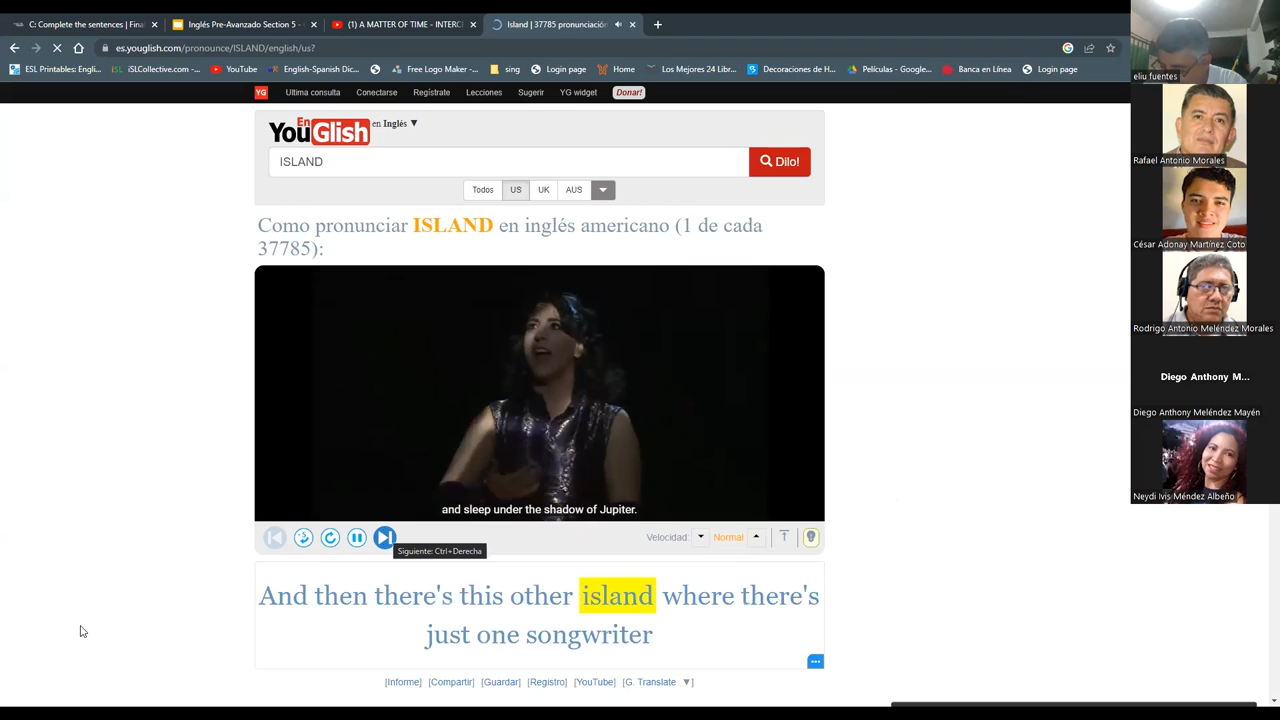 C: Complete the sentences | Final
Inglés Pre-Avanzado Section 5 -
(1) A MATTER OF TIME - INTERC
Island | 37785 pronunciación
es.youglish.com/pronounce/ISLAND/english/us?
ESL Printables: Engli...
iSLCollective.com -...
YouTube
English-Spanish Dic...
Free Logo Maker -...
sing
Login page
Home
Los Mejores 24 Libr...
Decoraciones de H...
Películas - Google...
Banca en Línea
Login page
YG
Ultima consulta
Conectarse
Regístrate
Lecciones
Sugerir
YG widget
Donar!
En
YouGlish
en Inglés ▼
ISLAND
Dilo!
Todos
US
UK
AUS
Como pronunciar ISLAND en inglés americano (1 de cada
37785):
and sleep under the shadow of Jupiter.
Velocidad:
Normal
Siguiente: Ctrl+Derecha
And then there's this other island where there's
just one songwriter
[Informe]
[Compartir]
[Guardar]
[Registro]
[YouTube]
[G. Translate ▼]
eliu fuentes
Rafael Antonio Morales
César Adonay Martínez Coto
Rodrigo Antonio Meléndez Morales
Diego Anthony M...
Diego Anthony Meléndez Mayén
Neydi Ivis Méndez Albeño